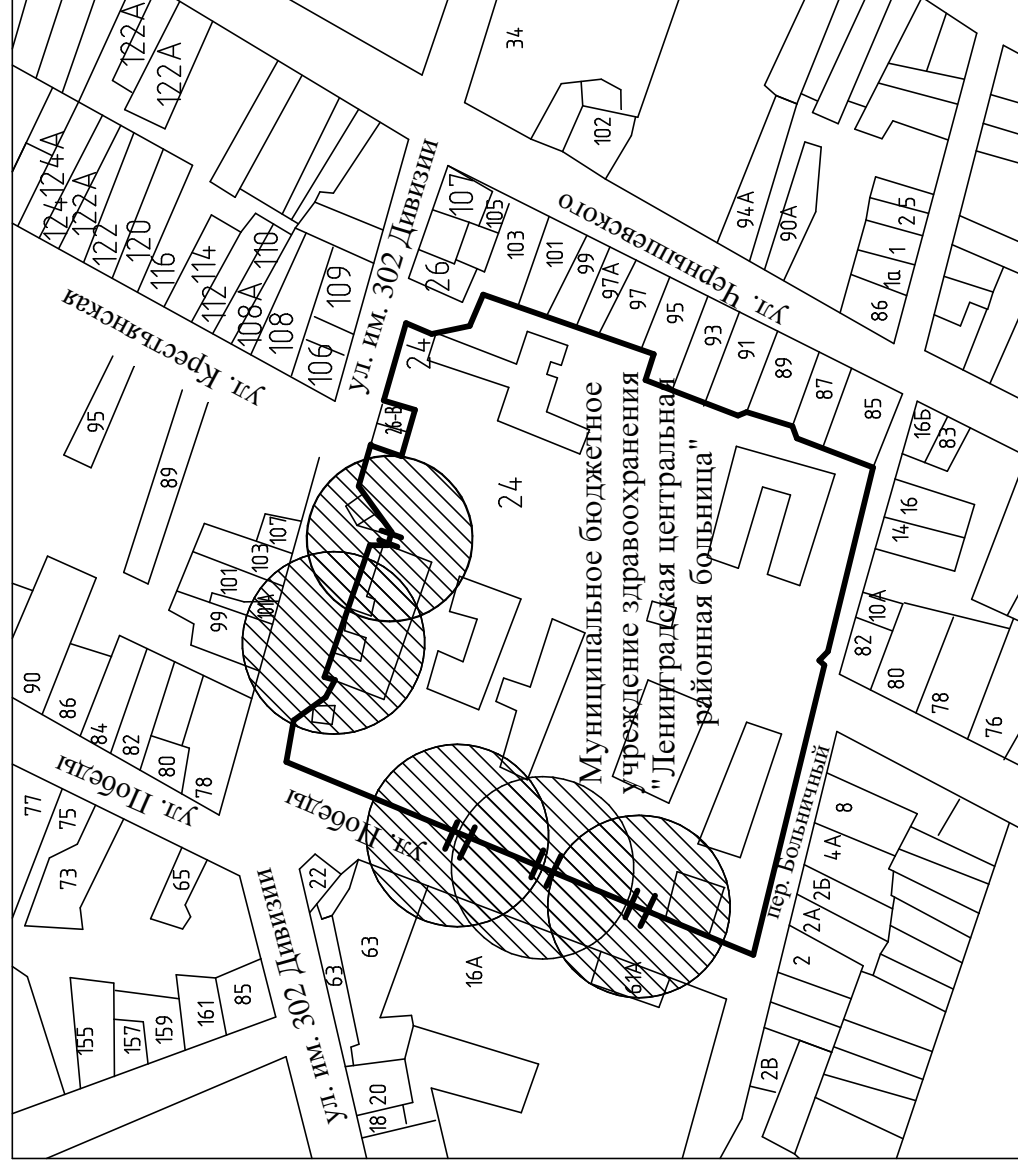 122А
122А
124А
124
122А
122
120
116
114
112
110
108А
108
109
106
ул. Крестьянская
ул. им. 302 Дивизии
34
102
107
105
103
101
99
97А
97
95
93
91
89
87
85
26
24
26-В
ул. Чернышевского
94А
90А
2 5
1
1а
86
95
89
107
103
101
101А
99
24
Муниципальное бюджетное
учреждение здравоохранения
"Ленинградская центральная
районная больница"
90
86
84
82
80
78
ул. Победы
77
75
73
65
ул. Победы
22
63
63
16А
61А
ул. им. 302 Дивизии
155
157
159
161
85
20
18
пер. Больничный
16Б
83
16
14
10 А
82
80
78
76
8
4А
2Б
2А
2
2В